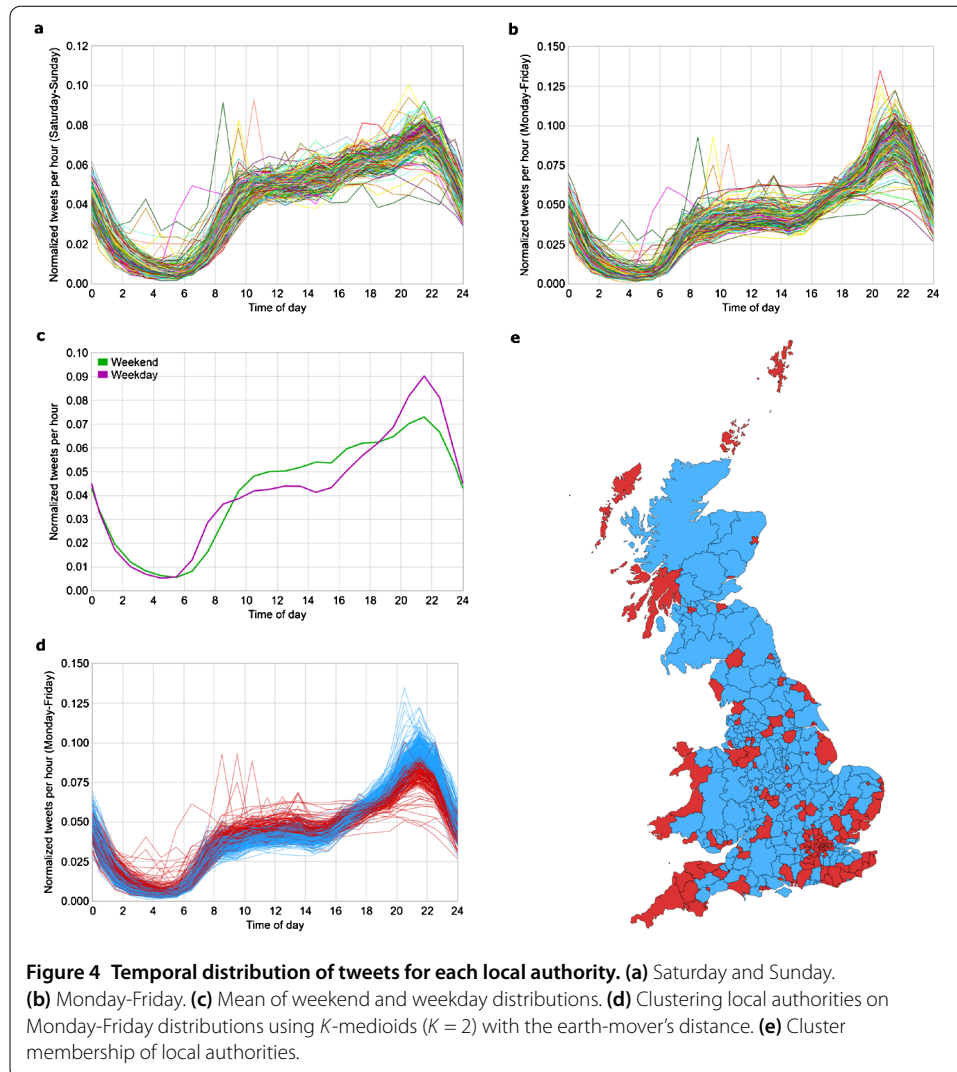 a
0.12
0.10
0.08
0.06
0.04
0.02
0.00
Normalized tweets per hour (Saturday-Sunday)
0 2 4 6 8 10 12 14 16 18 20 22 24
Time of day
b
0.150
0.125
0.100
0.075
0.050
0.025
0.000
Normalized tweets per hour (Monday-Friday)
0 2 4 6 8 10 12 14 16 18 20 22 24
Time of day
c
0.10
0.09
0.08
0.07
0.06
0.05
0.04
0.03
0.02
0.01
0.00
Normalized tweets per hour
Weekend
Weekday
0 2 4 6 8 10 12 14 16 18 20 22 24
Time of day
d
0.150
0.125
0.100
0.075
0.050
0.025
0.000
Normalized tweets per hour (Monday-Friday)
0 2 4 6 8 10 12 14 16 18 20 22 24
Time of day
e
Figure 4 Temporal distribution of tweets for each local authority. (a) Saturday and Sunday.
(b) Monday-Friday. (c) Mean of weekend and weekday distributions. (d) Clustering local authorities on
Monday-Friday distributions using K-medioids (K = 2) with the earth-mover's distance. (e) Cluster
membership of local authorities.